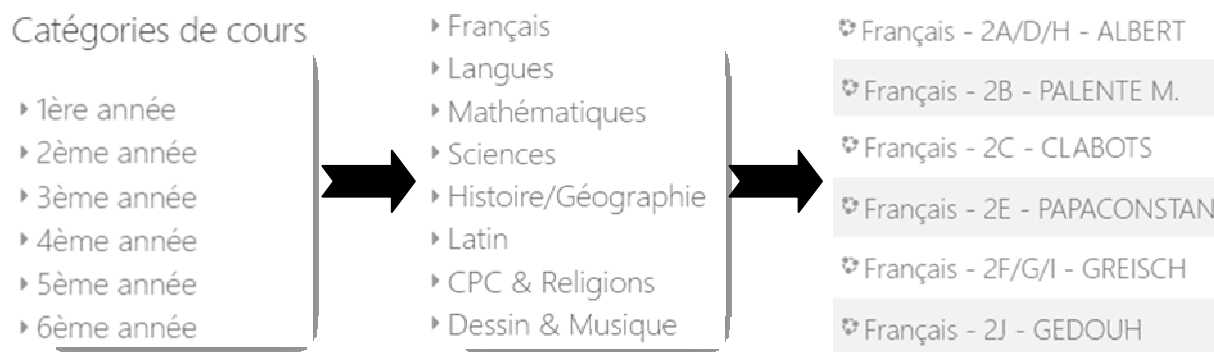 Catégories de cours
1ère année
2ème année
3ème année
4ème année
5ème année
6ème année
Français
Langues
Mathématiques
Sciences
Histoire/Géographie
Latin
CPC & Religions
Dessin & Musique
Français - 2A/D/H - ALBERT
Français - 2B - PALENTE M.
Français - 2C - CLABOTS
Français - 2E - PAPACONSTAN
Français - 2F/G/I - GREISCH
Français - 2J - GEDOUH